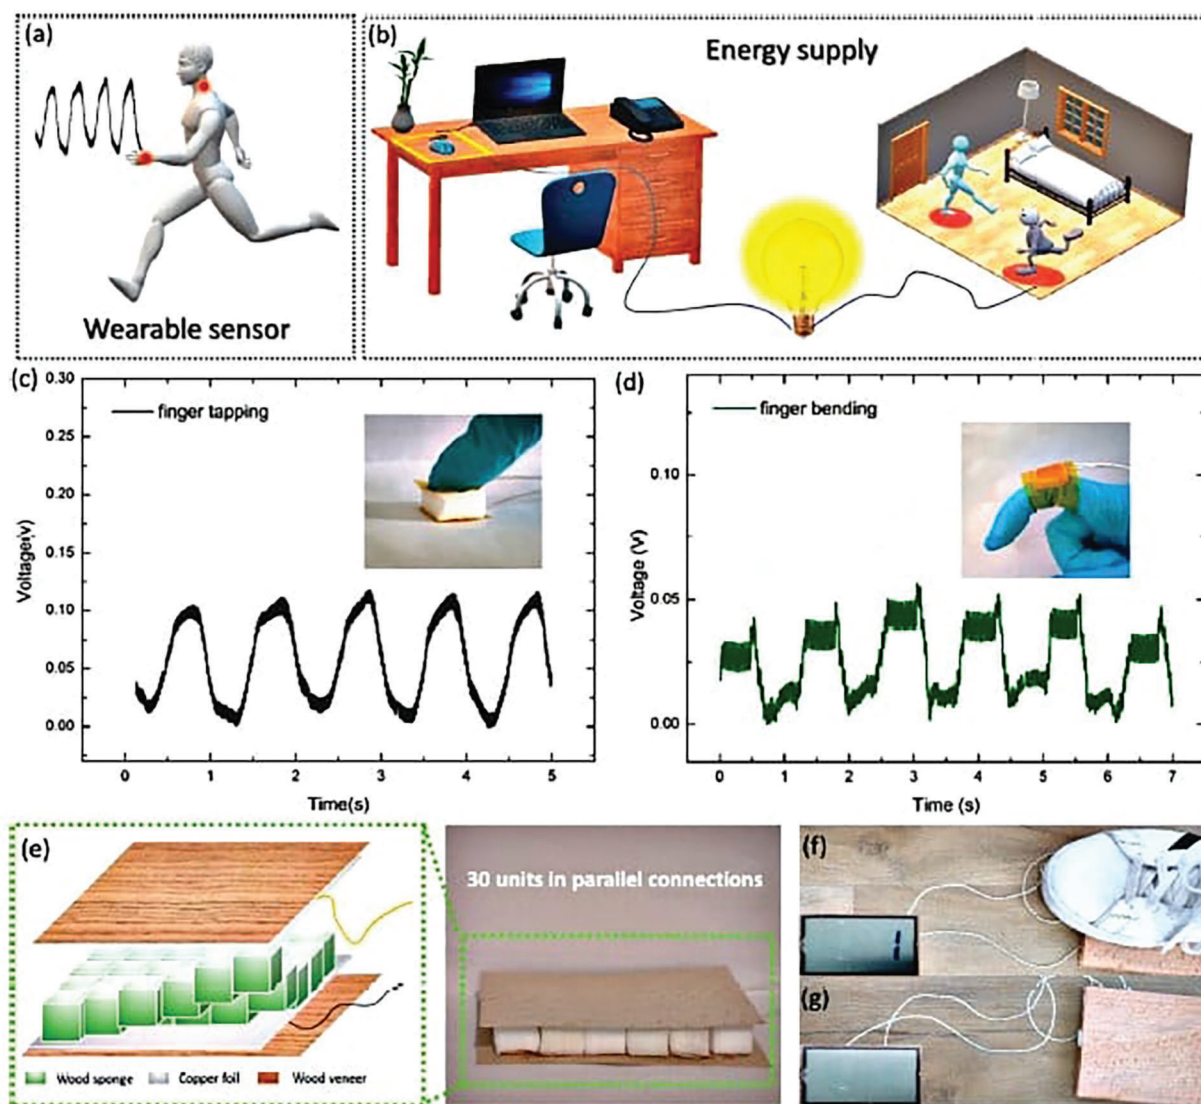 (a)
Wearable sensor
(b)
Energy supply
(c)
0.30
0.25
0.20
0.15
0.10
0.05
0.00
Voltage(v)
finger tapping
0 1 2 3 4 5
Time(s)
(d)
0.10
0.05
0.00
Voltage (V)
finger bending
0 1 2 3 4 5 6 7
Time (s)
(e)
Wood sponge Copper foil Wood veneer
30 units in parallel connections
(f)
(g)